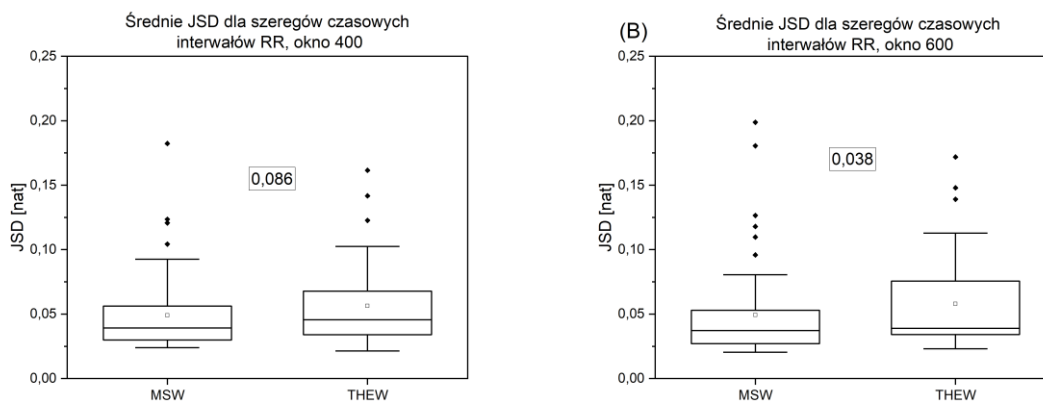 Średnie JSD dla szeregów czasowych
interwałów RR, okno 400
0,25
0,20
0,15
0,10
0,05
0,00
JSD [nat]
0,086
MSW
THEW
(B)
Średnie JSD dla szeregów czasowych
interwałów RR, okno 600
0,25
0,20
0,15
0,10
0,05
0,00
JSD [nat]
0,038
MSW
THEW